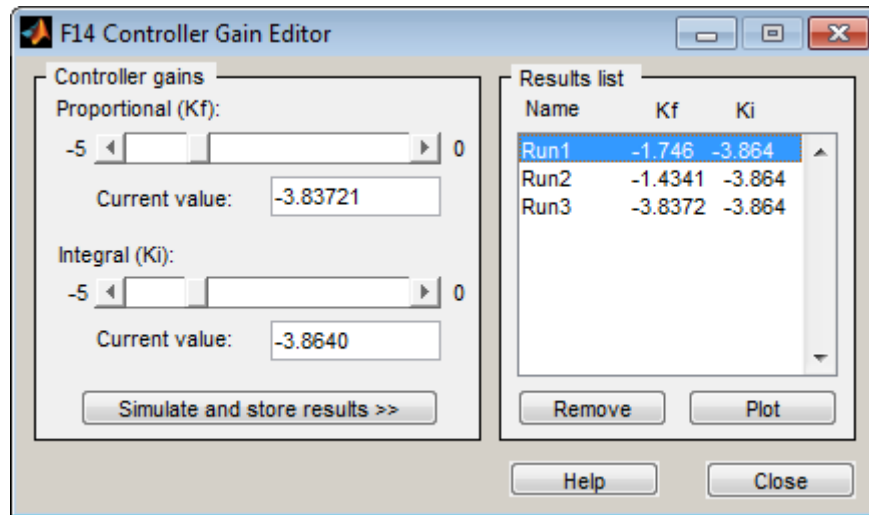 F14 Controller Gain Editor
Controller gains
Proportional (Kf):
-5 0
Current value: -3.83721
Integral (Ki):
-5 0
Current value: -3.8640
Simulate and store results >>
Results list
Name Kf Ki
Run1 -1.746 -3.864
Run2 -1.4341 -3.864
Run3 -3.8372 -3.864
Remove Plot
Help Close